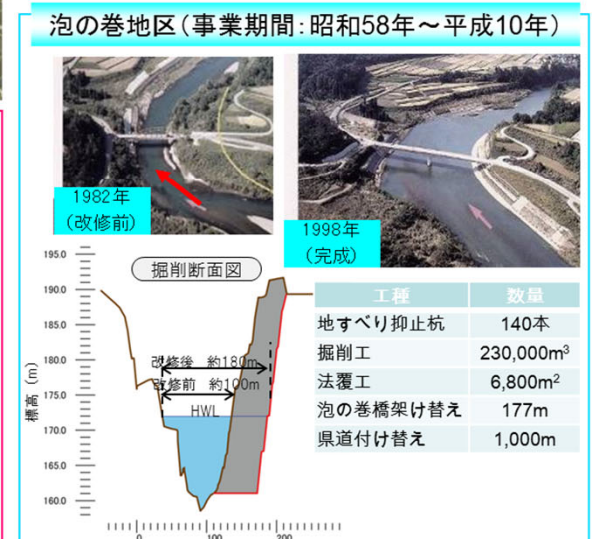 泡の巻地区(事業期間:昭和58年～平成10年)
1982年
(改修前)
1998年
(完成)
掘削断面図
工種 数量
地すべり抑止杭 140本
掘削工 230,000m³
法覆工 6,800m²
泡の巻橋架け替え 177m
県道付け替え 1,000m
標高 (m)
195.0
190.0
185.0
180.0
175.0
170.0
165.0
160.0
改修後 約180m
改修前 約100m
HWL
0 100 200